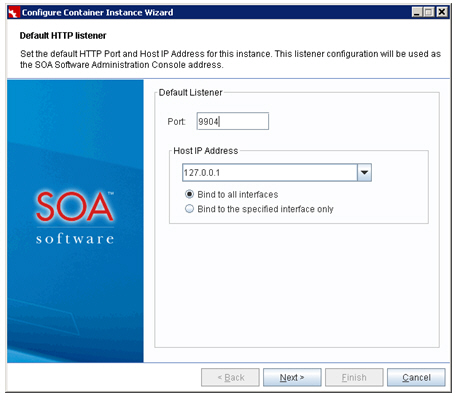 Configure Container Instance Wizard
Default HTTP listener
Set the default HTTP Port and Host IP Address for this instance. This listener configuration will be used as
the SOA Software Administration Console address.
Default Listener
Port: 9904
Host IP Address
127.0.0.1
Bind to all interfaces
Bind to the specified interface only
SOA™
software
< Back
Next >
Finish
Cancel